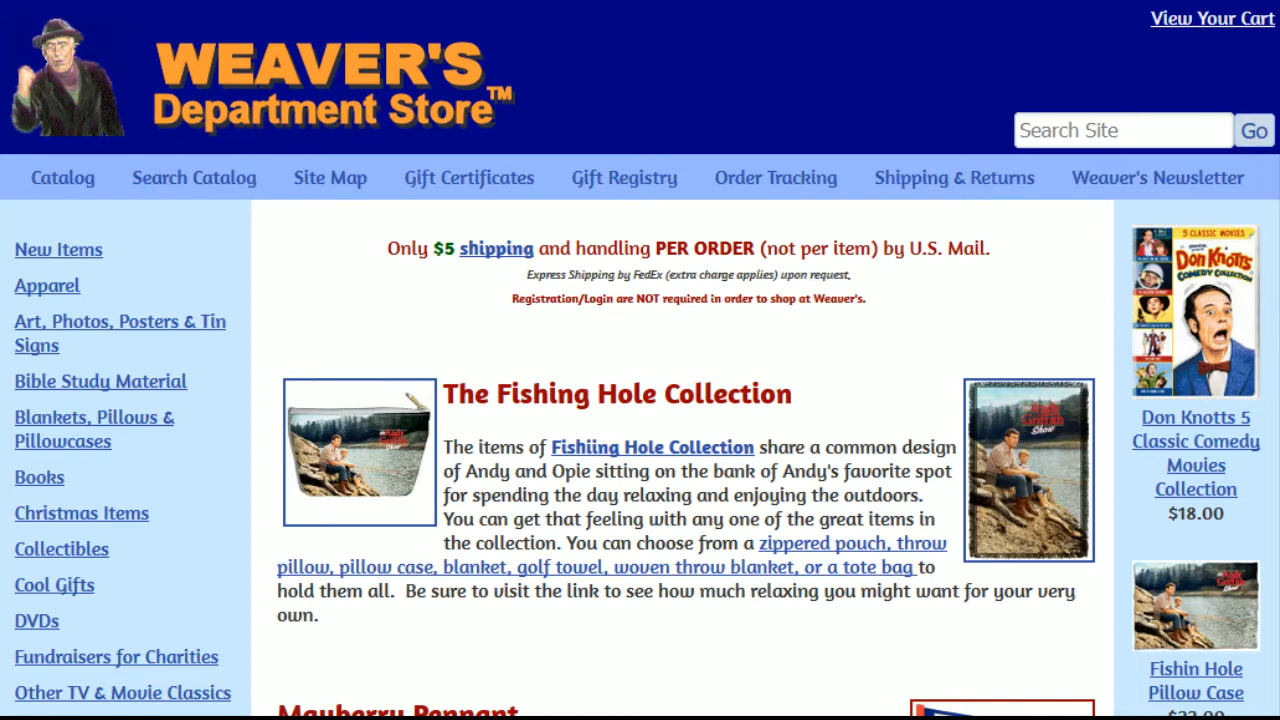 View Your Cart
WEAVER'S
Department Store™
Search Site
Go
Catalog
Search Catalog
Site Map
Gift Certificates
Gift Registry
Order Tracking
Shipping & Returns
Weaver's Newsletter
New Items
Apparel
Art, Photos, Posters & Tin
Signs
Bible Study Material
Blankets, Pillows &
Pillowcases
Books
Christmas Items
Collectibles
Cool Gifts
DVDs
Fundraisers for Charities
Other TV & Movie Classics
Only $5 shipping and handling PER ORDER (not per item) by U.S. Mail.
Express Shipping by FedEx (extra charge applies) upon request.
Registration/Login are NOT required in order to shop at Weaver's.
The Fishing Hole Collection
The items of Fishiing Hole Collection share a common design
of Andy and Opie sitting on the bank of Andy's favorite spot
for spending the day relaxing and enjoying the outdoors.
You can get that feeling with any one of the great items in
the collection. You can choose from a zippered pouch, throw
pillow, pillow case, blanket, golf towel, woven throw blanket, or a tote bag to
hold them all.  Be sure to visit the link to see how much relaxing you might want for your very
own.
The
Andy
Griffith
Show
Mayberry Pennant
5 CLASSIC MOVIES
Don Knotts
COMEDY COLLECTION
Don Knotts 5
Classic Comedy
Movies
Collection
$18.00
Fishin Hole
Pillow Case